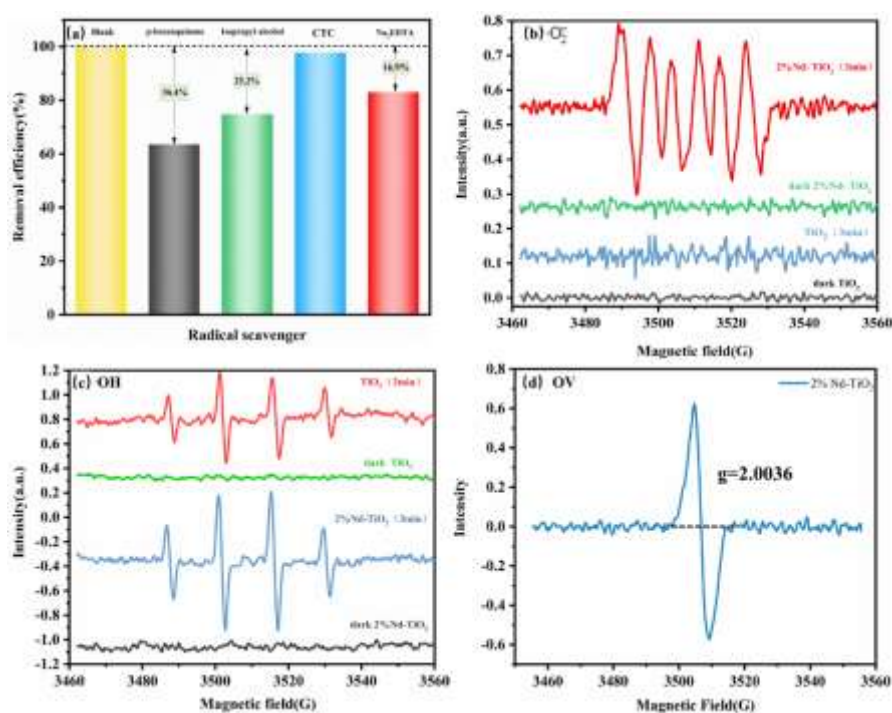 (a)
Blank
p-benzoquinone
Isopropyl alcohol
CTC
Na₂EDTA
36.4%
25.2%
16.9%
Removal efficiency(%)
100
80
60
40
20
0
Radical scavenger
(b) ·O₂⁻
2%Nd-TiO₂ (3min)
dark 2%Nd- TiO₂
TiO₂ (3min)
dark TiO₂
Intensity(a.u.)
0.8
0.7
0.6
0.5
0.4
0.3
0.2
0.1
0.0
3460 3480 3500 3520 3540 3560
Magnetic field(G)
(c) ·OH
TiO₂ (3min)
dark TiO₂
2%Nd-TiO₂ (3min)
dark 2%Nd-TiO₂
Intensity(a.u.)
1.2
1.0
0.8
0.6
0.4
0.2
0.0
-0.2
-0.4
-0.6
-0.8
-1.0
-1.2
3460 3480 3500 3520 3540 3560
Magnetic field(G)
(d) OV
2% Nd-TiO₂
g=2.0036
Intensity
0.8
0.6
0.4
0.2
0.0
-0.2
-0.4
-0.6
3460 3480 3500 3520 3540 3560
Magnetic Field(G)